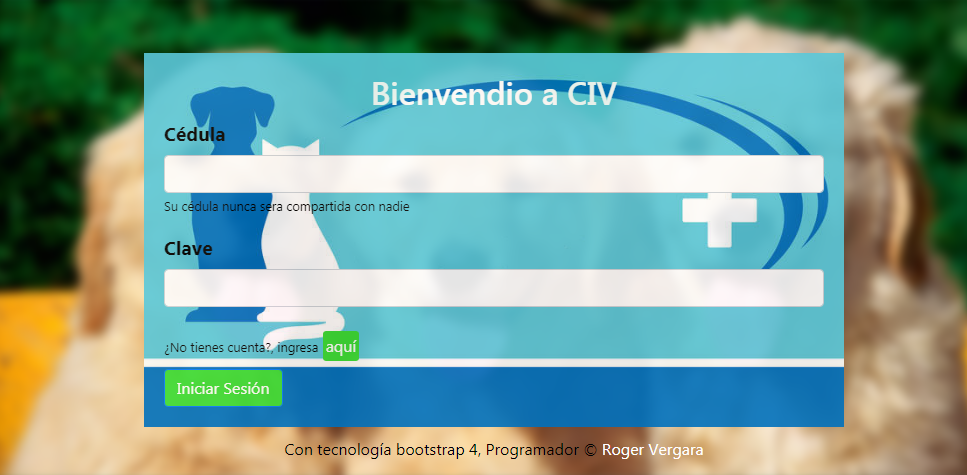 Bienvendio a CIV
Cédula
Su cédula nunca sera compartida con nadie
Clave
¿No tienes cuenta?, ingresa aquí
Iniciar Sesión
Con tecnología bootstrap 4, Programador © Roger Vergara